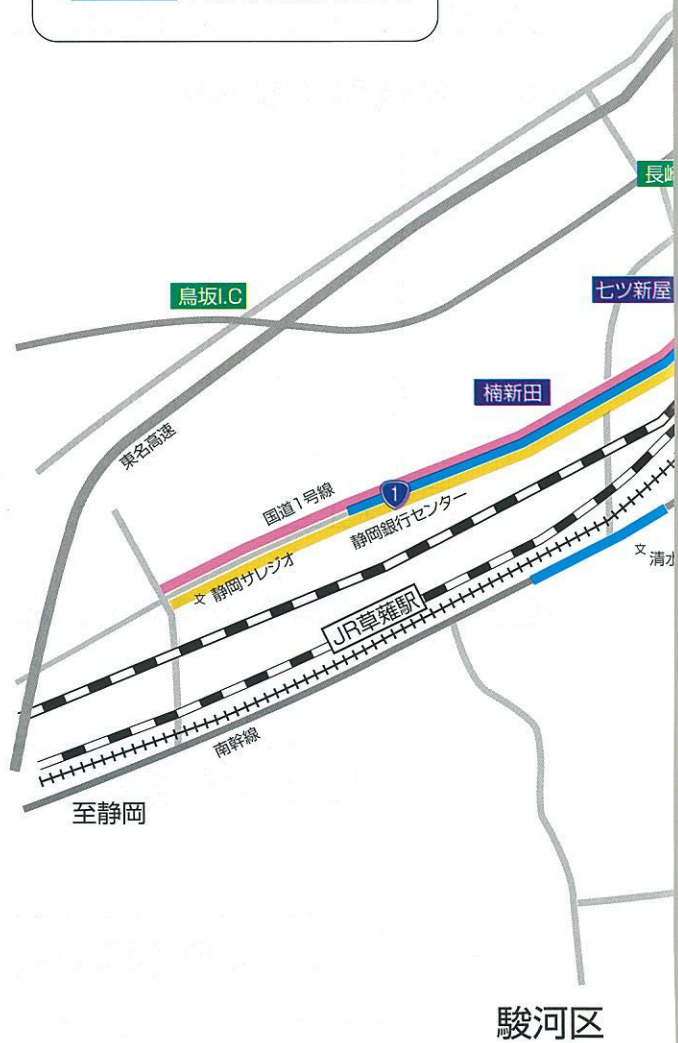 長崎
鳥坂I.C
七ツ新屋
楠新田
東名高速
国道1号線
1
静岡銀行センター
文 静岡サレジオ
文 清水
JR草薙駅
南幹線
至静岡
駿河区